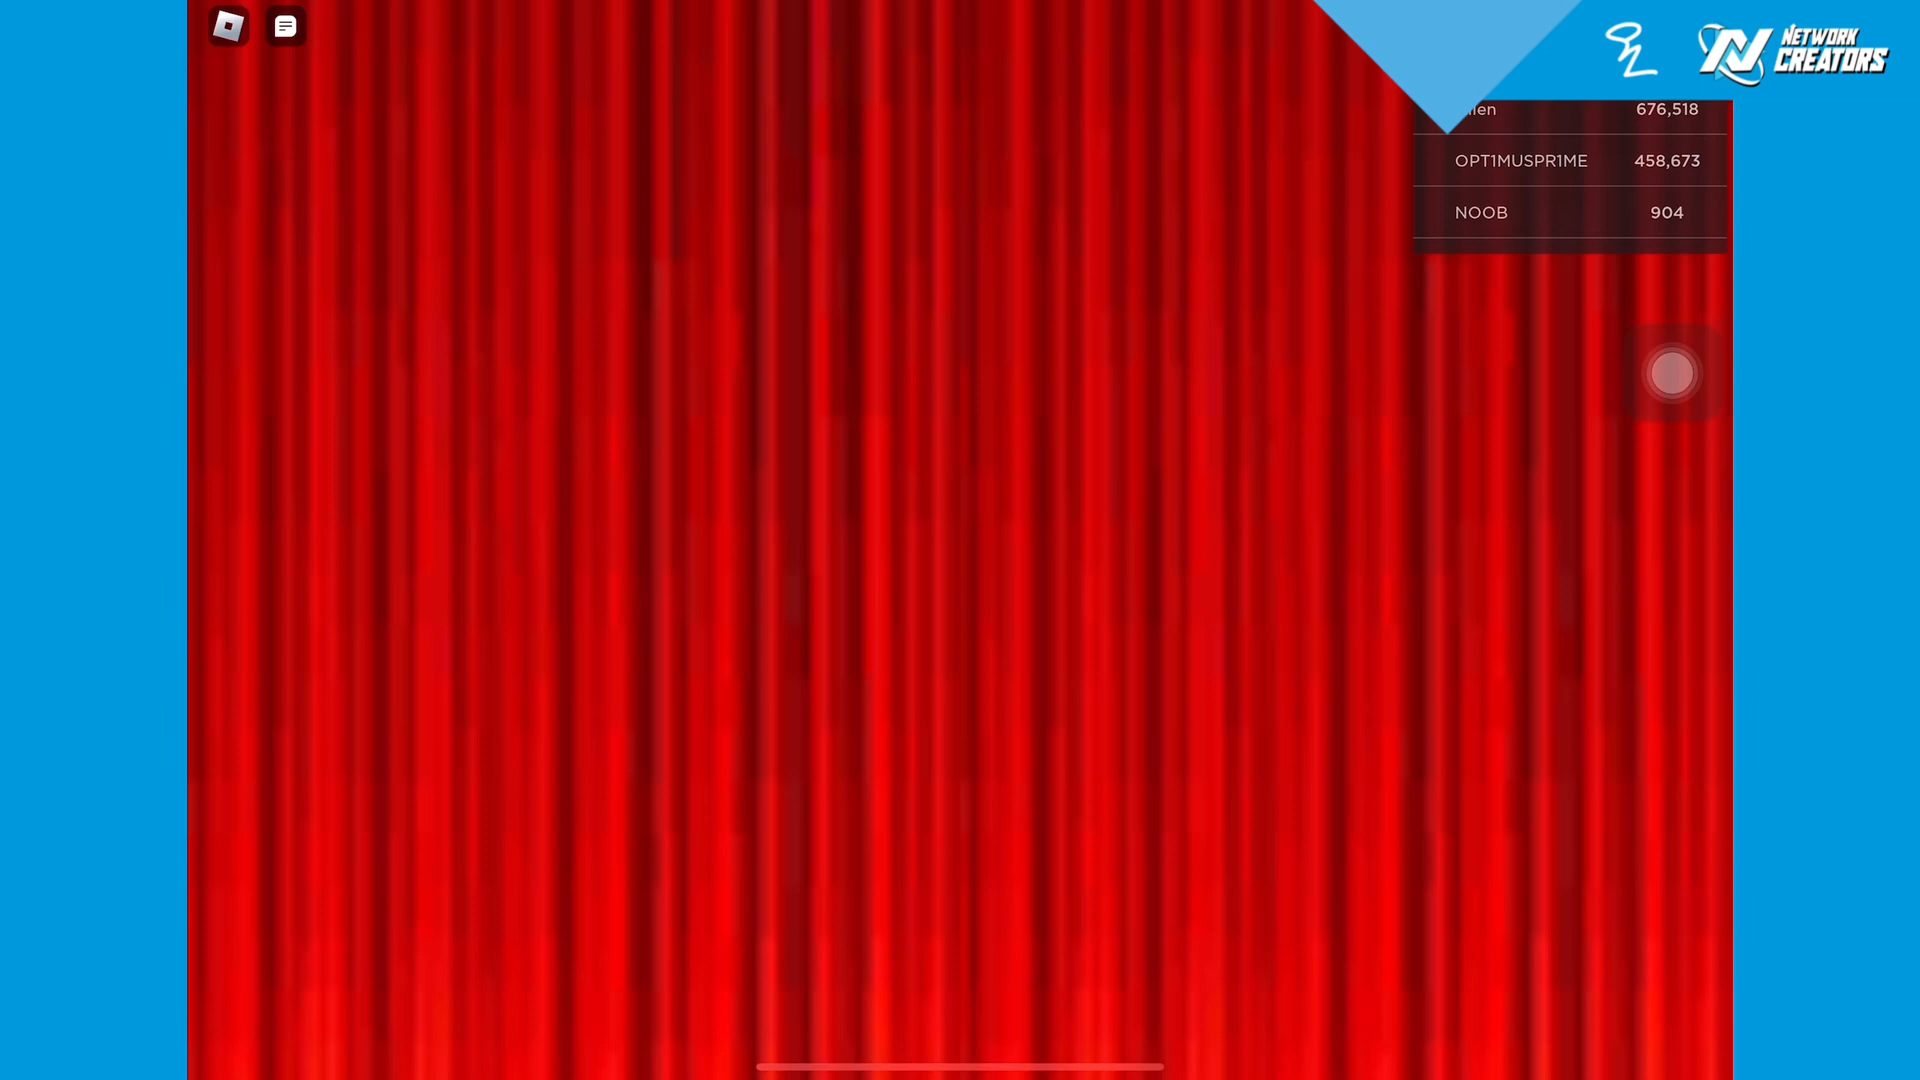 NETWORK
CREATORS
676,518
OPT1MUSPR1ME 458,673
NOOB 904